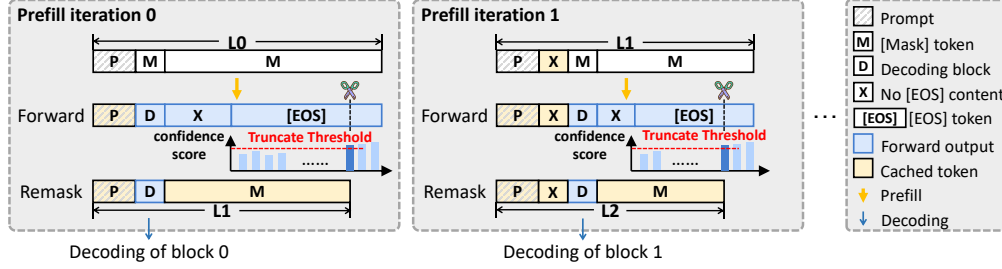 Prefill iteration 0
L0
P M M
Forward P D X [EOS]
confidence score
Truncate Threshold
......
Remask P D M
L1
Decoding of block 0
Prefill iteration 1
L1
P X M M
Forward P X D X [EOS]
confidence score
Truncate Threshold
......
Remask P X D M
L2
Decoding of block 1
...
Prompt
M [Mask] token
D Decoding block
X No [EOS] content
[EOS] [EOS] token
Forward output
Cached token
Prefill
Decoding